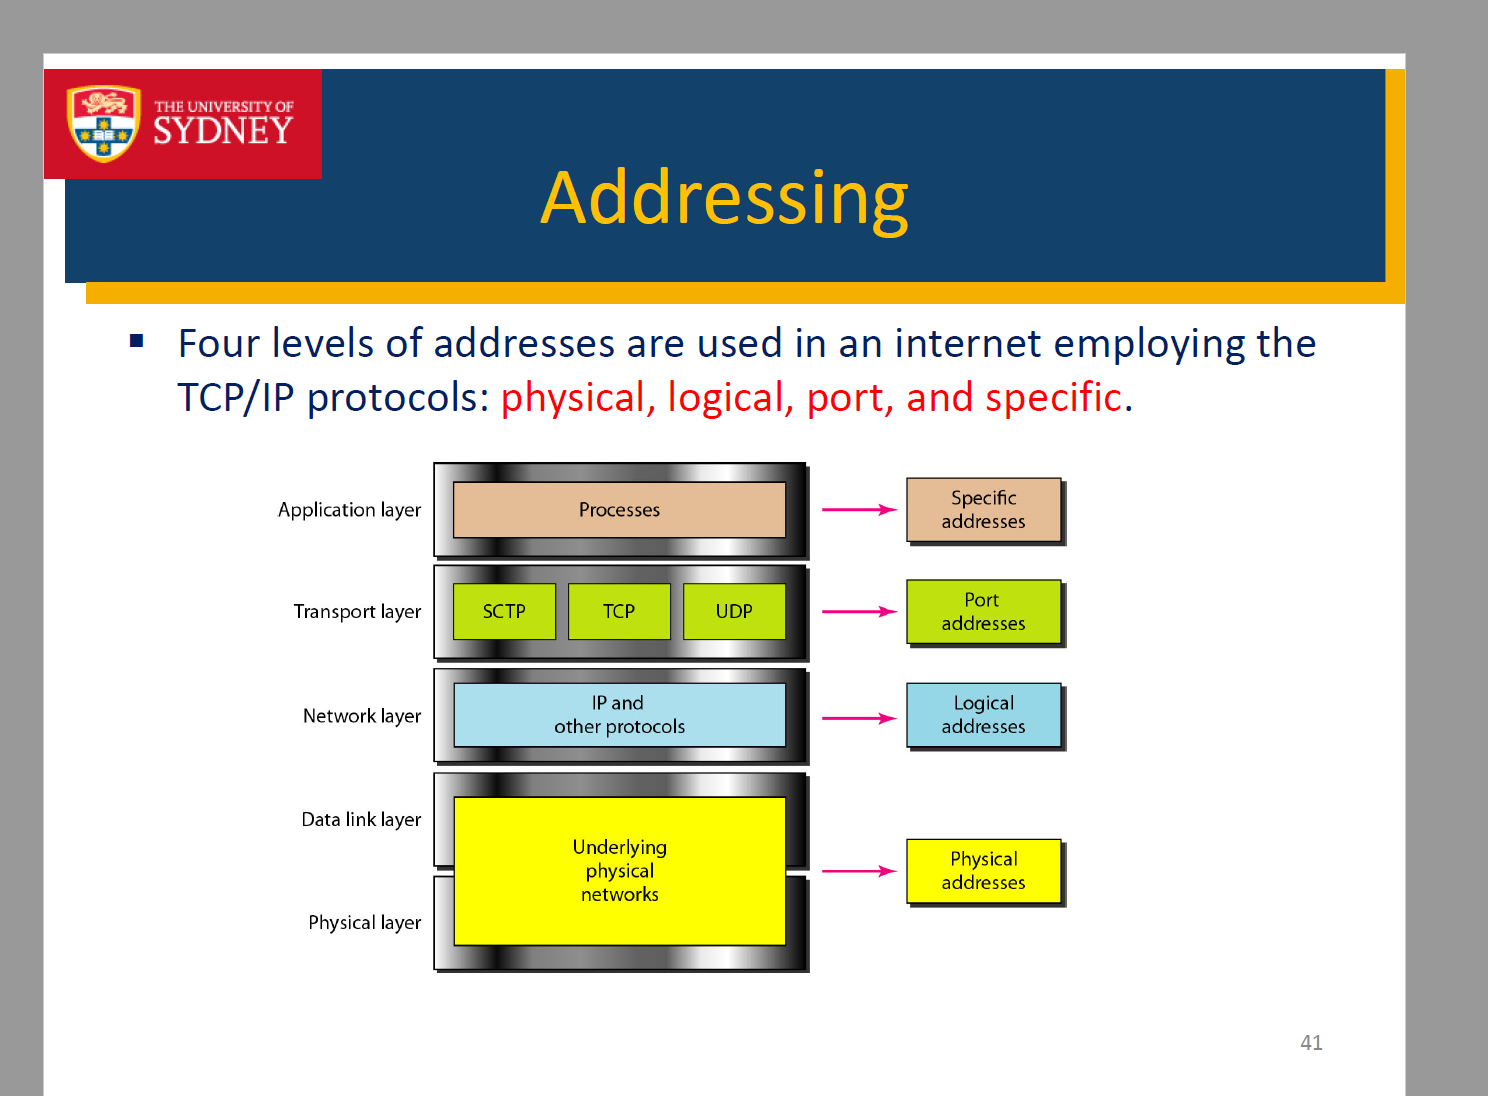 THE UNIVERSITY OF
SYDNEY
Addressing
Four levels of addresses are used in an internet employing the
TCP/IP protocols: physical, logical, port, and specific.
Application layer
Processes
Specific
addresses
Transport layer
SCTP
TCP
UDP
Port
addresses
Network layer
IP and
other protocols
Logical
addresses
Data link layer
Underlying
physical
networks
Physical
addresses
Physical layer
41